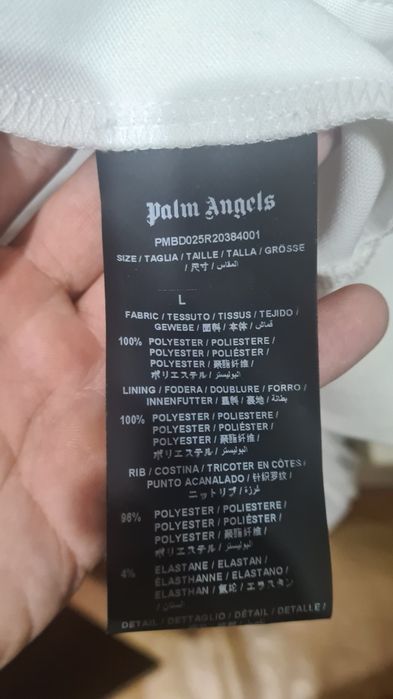 Palm Angels
PMBD025R20384001
SIZE / TAGLIA / TAILLE / TALLA / GRÖSSE
/ 尺寸 / المقاس /
L
FABRIC / TESSUTO / TISSUS / TEJIDO /
GEWEBE / 面料 / 本体 / قماش /
100% POLYESTER / POLIESTERE /
POLYESTER / POLIÉSTER /
POLYESTER / 聚酯纤维 /
ポリエステル / البوليستر /
LINING / FODERA / DOUBLURE / FORRO /
INNENFUTTER / 里料 / 裏地 / بطانة /
100% POLYESTER / POLIESTERE /
POLYESTER / POLIÉSTER /
POLYESTER / 聚酯纤维 /
ポリエステル / البوليستر /
RIB / COSTINA / TRICOTER EN CÔTES /
PUNTO ACANALADO / 针织罗纹 /
ニットリブ / غرزة /
96% POLYESTER / POLIESTERE /
POLYESTER / POLIÉSTER /
POLYESTER / 聚酯纤维 /
ポリエステル / البوليستر /
4% ELASTANE / ELASTAN /
ELASTHANNE / ELASTANO /
ELASTHAN / 氨纶 / エラスタン
/ الستان /
DETAIL / DETTAGLIO / DÉTAIL / DETALLE /